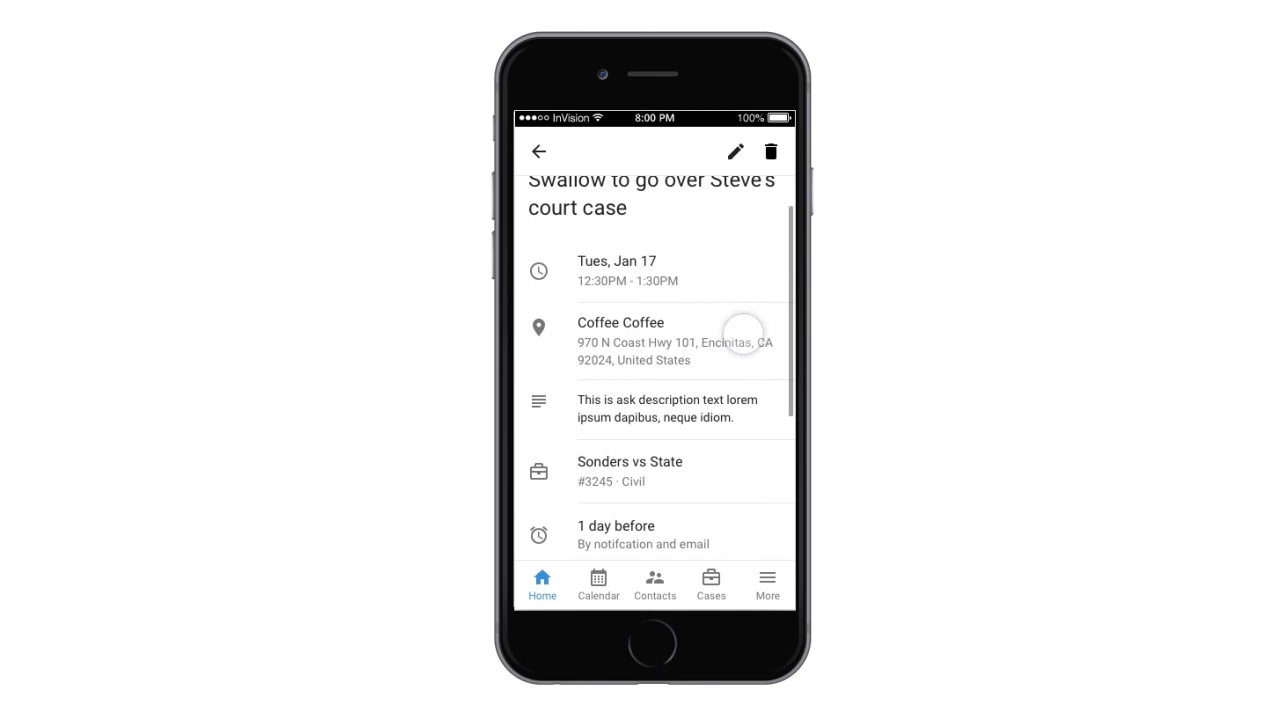 InVision 8:00 PM 100%
Swallow to go over Steve's
court case
Tues, Jan 17
12:30PM - 1:30PM
Coffee Coffee
970 N Coast Hwy 101, Encinitas, CA
92024, United States
This is ask description text lorem
ipsum dapibus, neque idiom.
Sonders vs State
#3245 · Civil
1 day before
By notifcation and email
Home Calendar Contacts Cases More